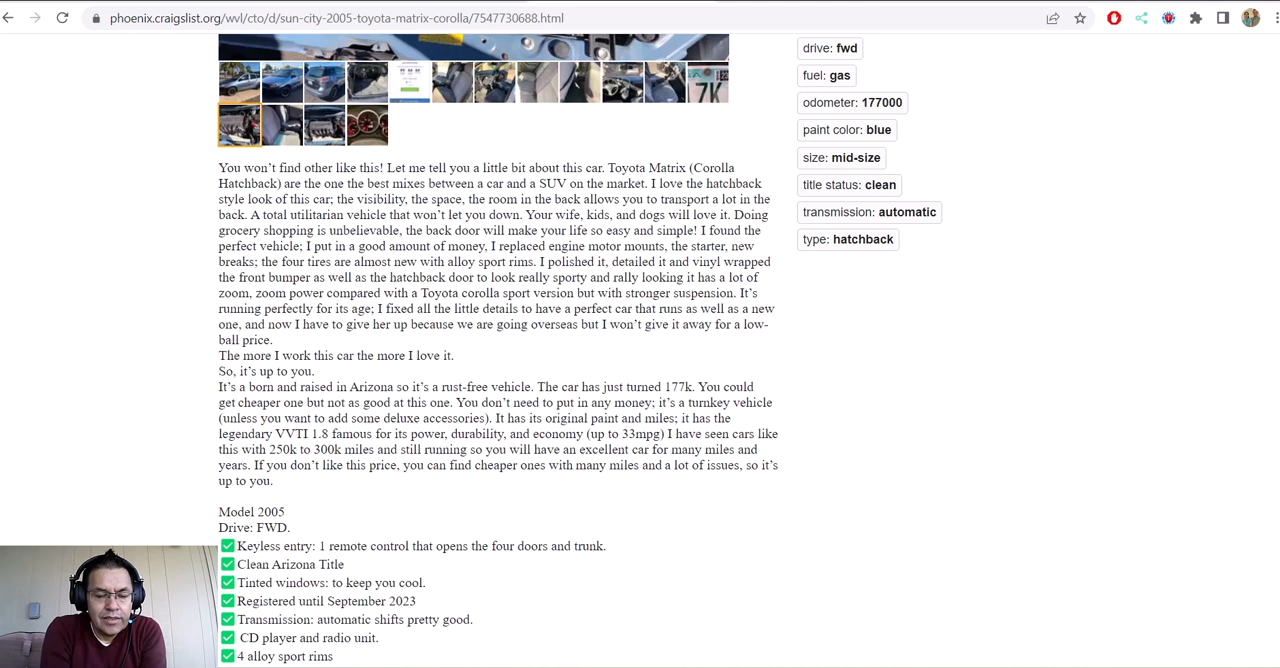 phoenix.craigslist.org/wvl/cto/d/sun-city-2005-toyota-matrix-corolla/7547730688.html
drive: fwd
fuel: gas
odometer: 177000
paint color: blue
size: mid-size
title status: clean
transmission: automatic
type: hatchback
7K
You won’t find other like this! Let me tell you a little bit about this car. Toyota Matrix (Corolla
Hatchback) are the one the best mixes between a car and a SUV on the market. I love the hatchback
style look of this car; the visibility, the space, the room in the back allows you to transport a lot in the
back. A total utilitarian vehicle that won’t let you down. Your wife, kids, and dogs will love it. Doing
grocery shopping is unbelievable, the back door will make your life so easy and simple! I found the
perfect vehicle; I put in a good amount of money, I replaced engine motor mounts, the starter, new
breaks; the four tires are almost new with alloy sport rims. I polished it, detailed it and vinyl wrapped
the front bumper as well as the hatchback door to look really sporty and rally looking it has a lot of
zoom, zoom power compared with a Toyota corolla sport version but with stronger suspension. It’s
running perfectly for its age; I fixed all the little details to have a perfect car that runs as well as a new
one, and now I have to give her up because we are going overseas but I won’t give it away for a low-
ball price.
The more I work this car the more I love it.
So, it’s up to you.
It’s a born and raised in Arizona so it’s a rust-free vehicle. The car has just turned 177k. You could
get cheaper one but not as good at this one. You don’t need to put in any money; it’s a turnkey vehicle
(unless you want to add some deluxe accessories). It has its original paint and miles; it has the
legendary VVTI 1.8 famous for its power, durability, and economy (up to 33mpg) I have seen cars like
this with 250k to 300k miles and still running so you will have an excellent car for many miles and
years. If you don’t like this price, you can find cheaper ones with many miles and a lot of issues, so it’s
up to you.
Model 2005
Drive: FWD.
Keyless entry: 1 remote control that opens the four doors and trunk.
Clean Arizona Title
Tinted windows: to keep you cool.
Registered until September 2023
Transmission: automatic shifts pretty good.
CD player and radio unit.
4 alloy sport rims